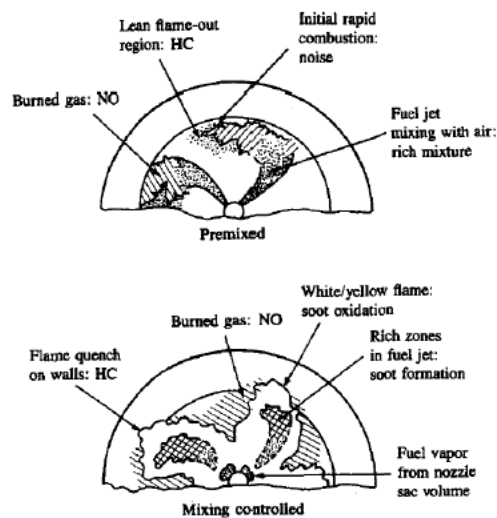 Lean flame-out
region: HC
Initial rapid
combustion:
noise
Burned gas: NO
Fuel jet
mixing with air:
rich mixture
Premixed
White/yellow flame:
soot oxidation
Burned gas: NO
Rich zones
in fuel jet:
soot formation
Flame quench
on walls: HC
Fuel vapor
from nozzle
sac volume
Mixing controlled